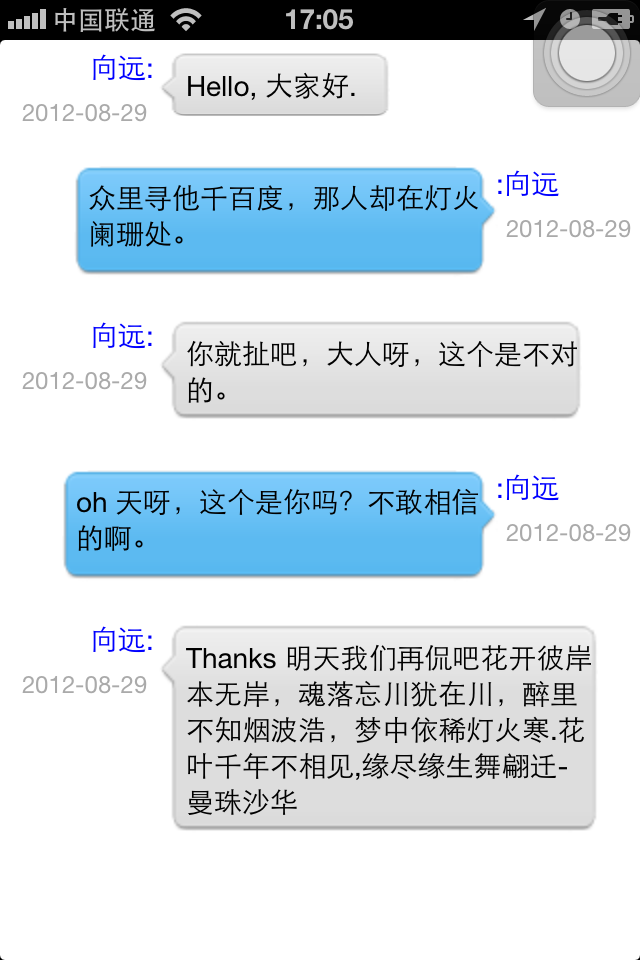 中国联通 17:05
向远:
Hello, 大家好.
2012-08-29
:向远
众里寻他千百度，那人却在灯火
阑珊处。
2012-08-29
向远:
你就扯吧，大人呀，这个是不对
的。
2012-08-29
:向远
oh 天呀，这个是你吗？不敢相信
的啊。
2012-08-29
向远:
2012-08-29
Thanks 明天我们再侃吧花开彼岸
本无岸，魂落忘川犹在川，醉里
不知烟波浩，梦中依稀灯火寒.花
叶千年不相见,缘尽缘生舞翩迁-
曼珠沙华